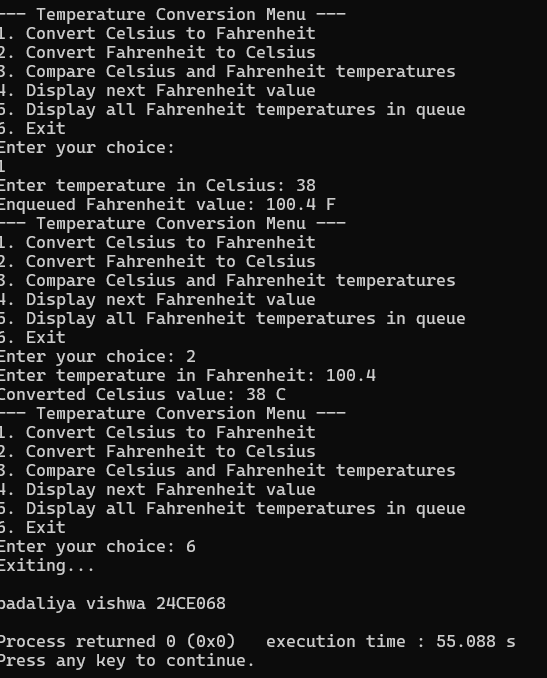 --- Temperature Conversion Menu ---
1. Convert Celsius to Fahrenheit
2. Convert Fahrenheit to Celsius
3. Compare Celsius and Fahrenheit temperatures
4. Display next Fahrenheit value
5. Display all Fahrenheit temperatures in queue
6. Exit
Enter your choice:
1
Enter temperature in Celsius: 38
Enqueued Fahrenheit value: 100.4 F
--- Temperature Conversion Menu ---
1. Convert Celsius to Fahrenheit
2. Convert Fahrenheit to Celsius
3. Compare Celsius and Fahrenheit temperatures
4. Display next Fahrenheit value
5. Display all Fahrenheit temperatures in queue
6. Exit
Enter your choice: 2
Enter temperature in Fahrenheit: 100.4
Converted Celsius value: 38 C
--- Temperature Conversion Menu ---
1. Convert Celsius to Fahrenheit
2. Convert Fahrenheit to Celsius
3. Compare Celsius and Fahrenheit temperatures
4. Display next Fahrenheit value
5. Display all Fahrenheit temperatures in queue
6. Exit
Enter your choice: 6
Exiting...
padaliya vishwa 24CE068
Process returned 0 (0x0)   execution time : 55.088 s
Press any key to continue.